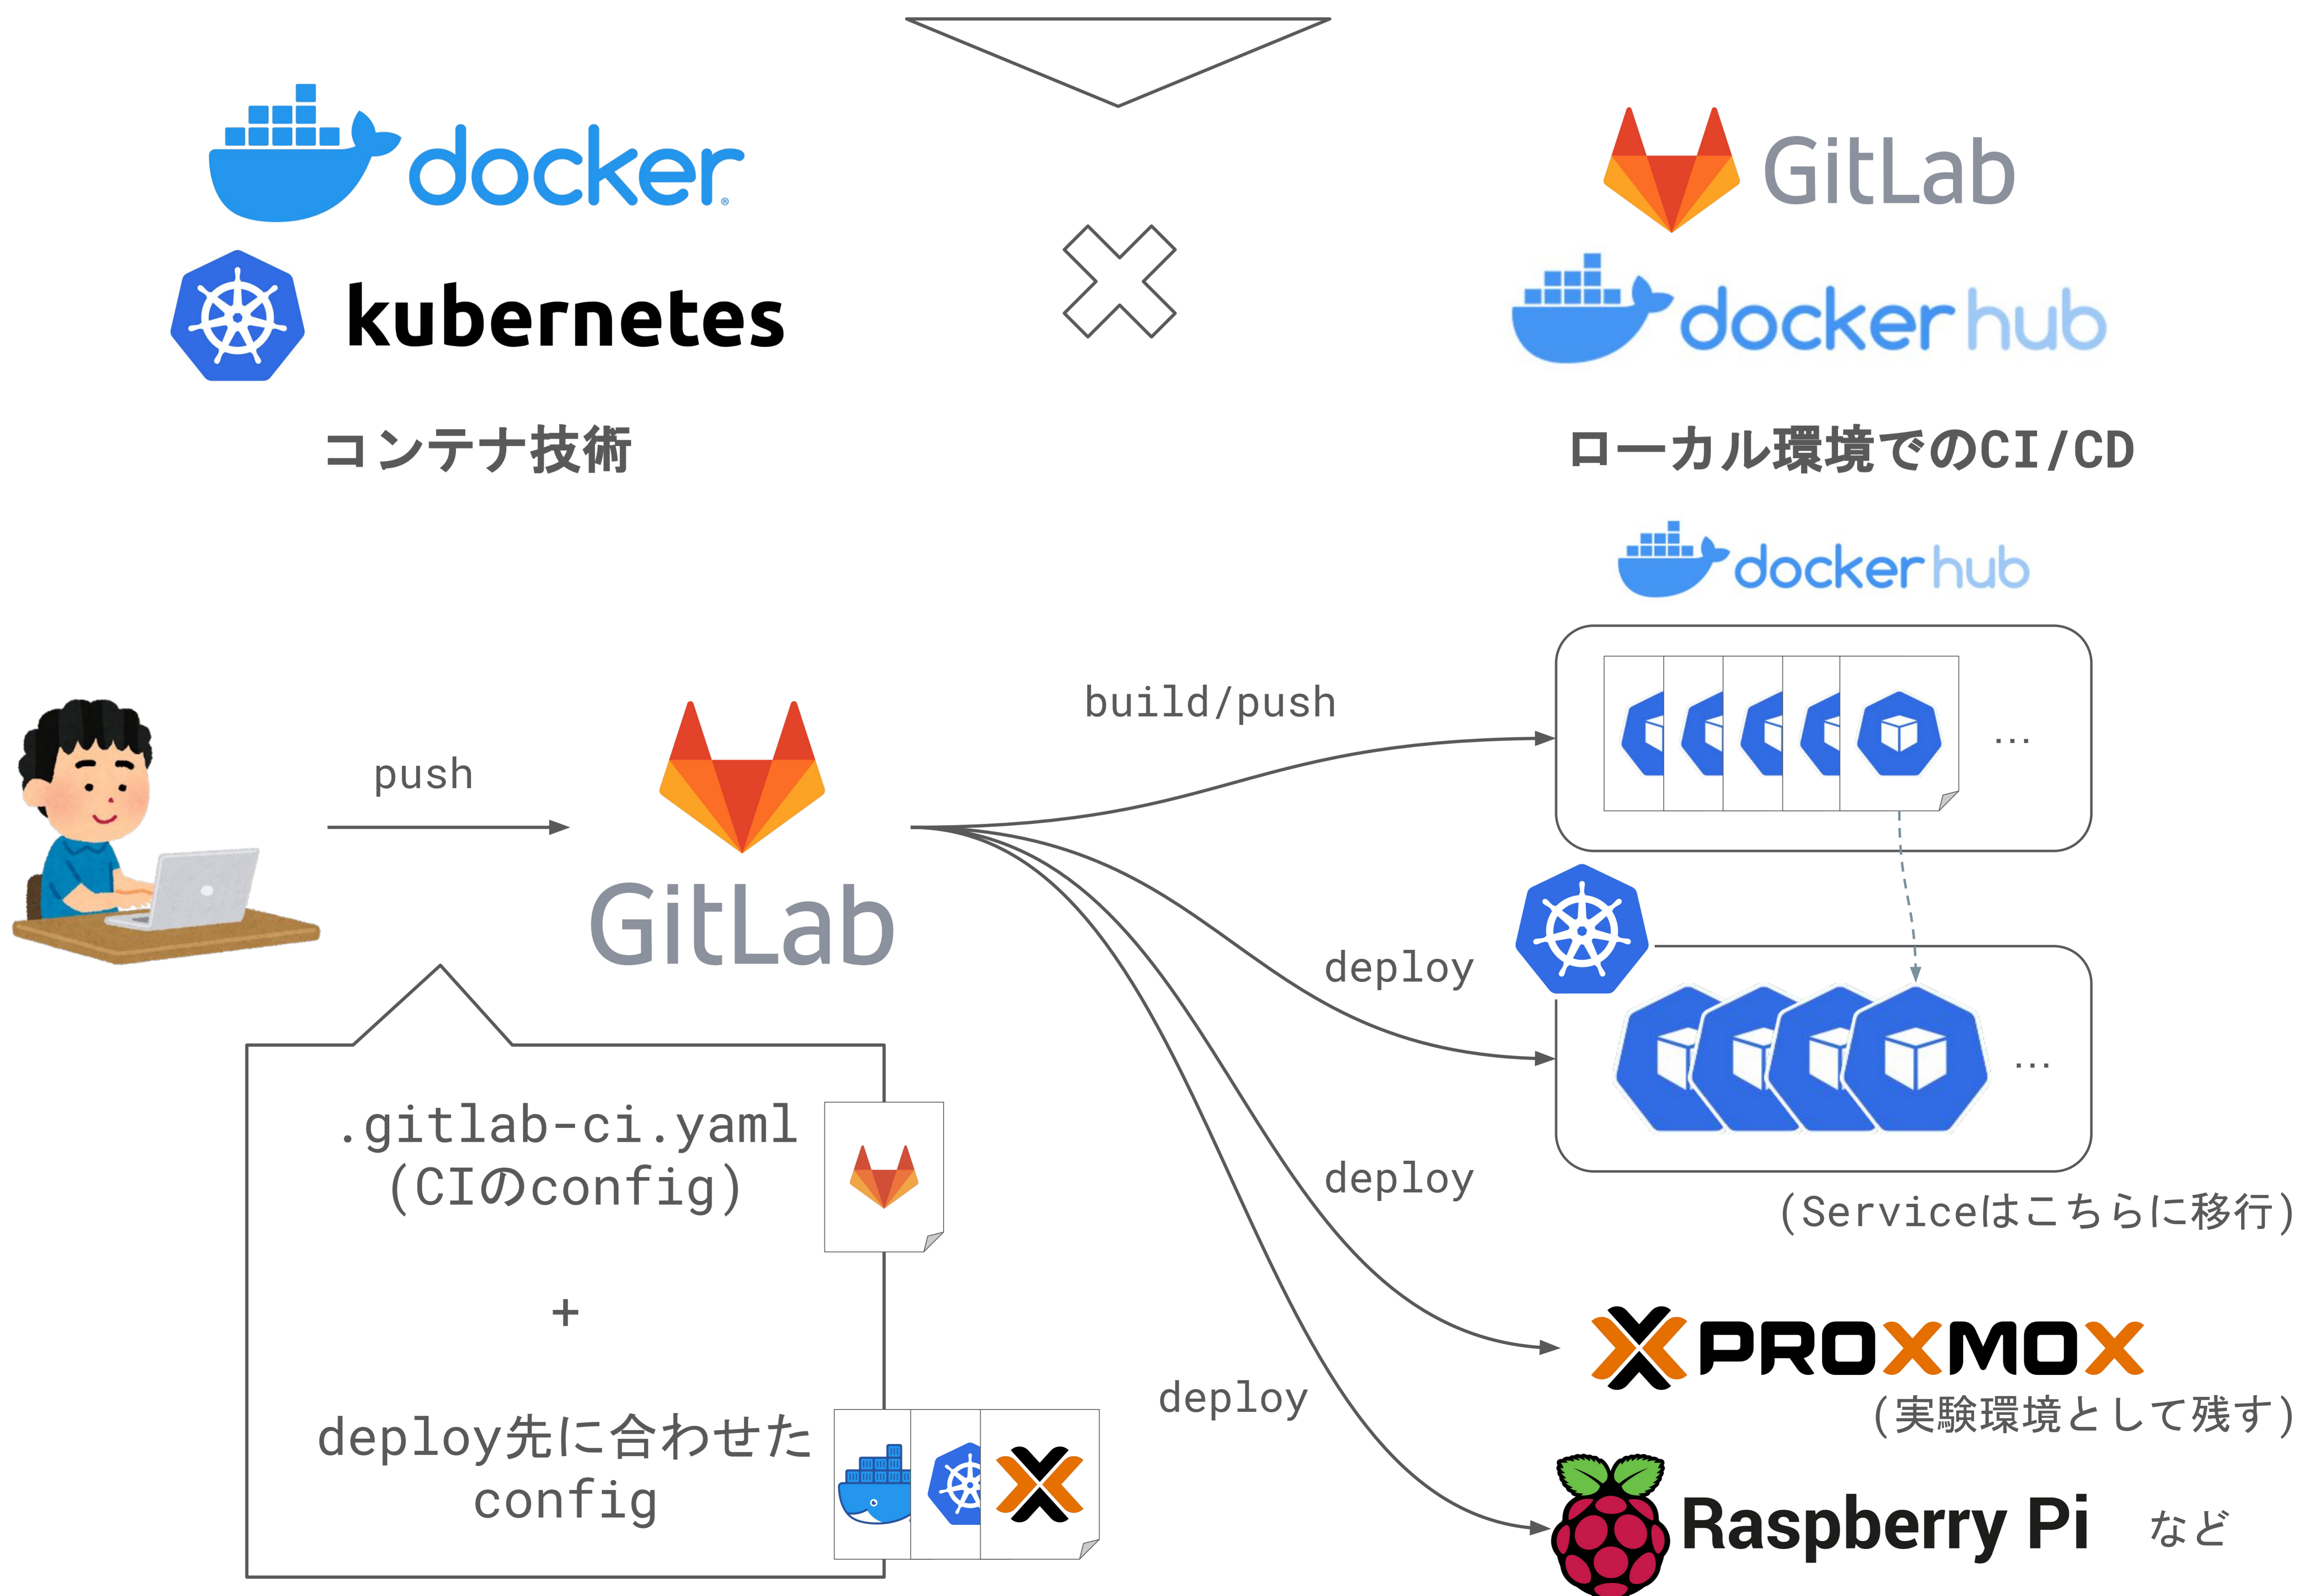 docker
GitLab
kubernetes
docker hub
コンテナ技術
ローカル環境でのCI/CD
docker hub
build/push
push
...
GitLab
deploy
...
.gitlab-ci.yaml
(CIのconfig)
deploy
(Serviceはこちらに移行)
+
PROXMOX
(実験環境として残す)
deploy
deploy先に合わせた
config
Raspberry Pi など